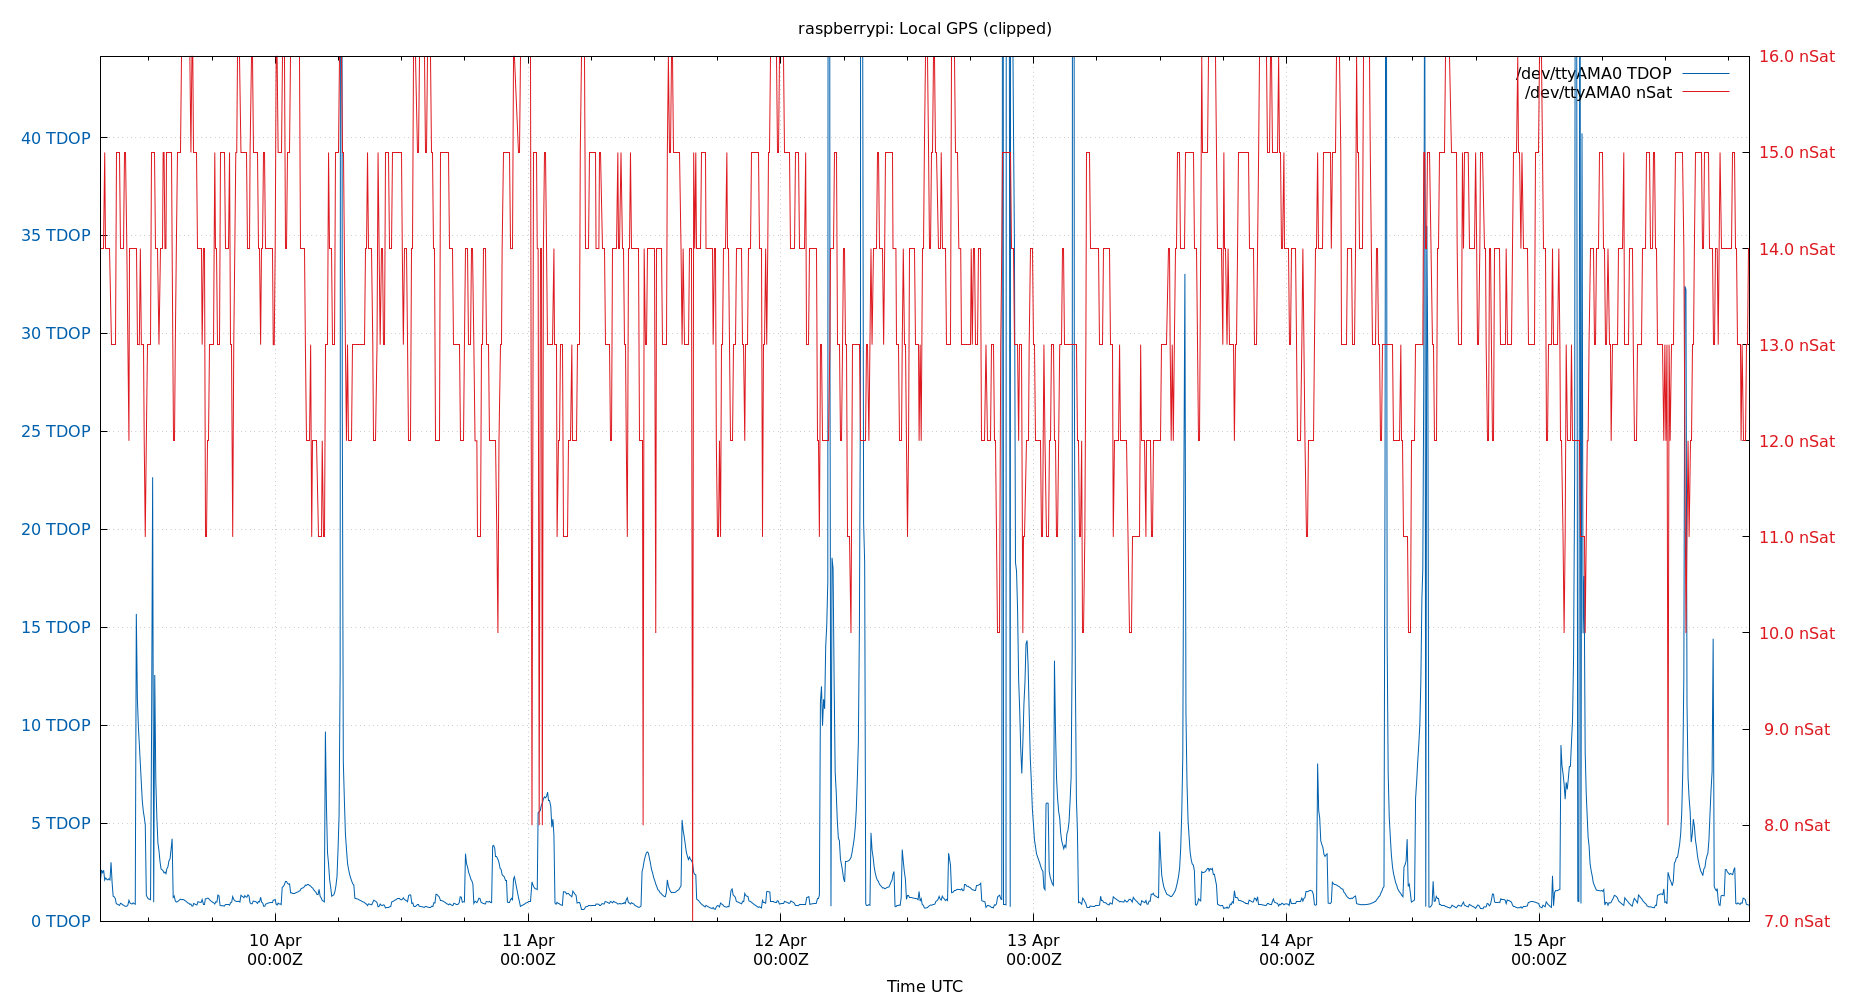 raspberrypi: Local GPS (clipped)
16.0 nSat
/dev/ttyAMA0 TDOP
/dev/ttyAMA0 nSat
40 TDOP
15.0 nSat
35 TDOP
14.0 nSat
30 TDOP
13.0 nSat
25 TDOP
12.0 nSat
20 TDOP
11.0 nSat
15 TDOP
10.0 nSat
10 TDOP
9.0 nSat
5 TDOP
8.0 nSat
0 TDOP
7.0 nSat
10 Apr 11 Apr 12 Apr 13 Apr 14 Apr 15 Apr
00:00Z 00:00Z 00:00Z 00:00Z 00:00Z 00:00Z
Time UTC